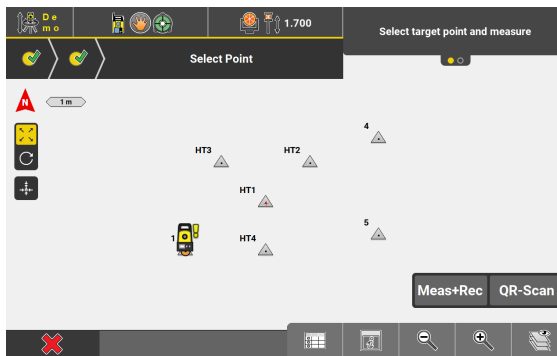 De
mo
1.700
Select target point and measure
Select Point
N
1 m
4
HT3
HT2
HT1
1
HT4
5
Meas+Rec
QR-Scan